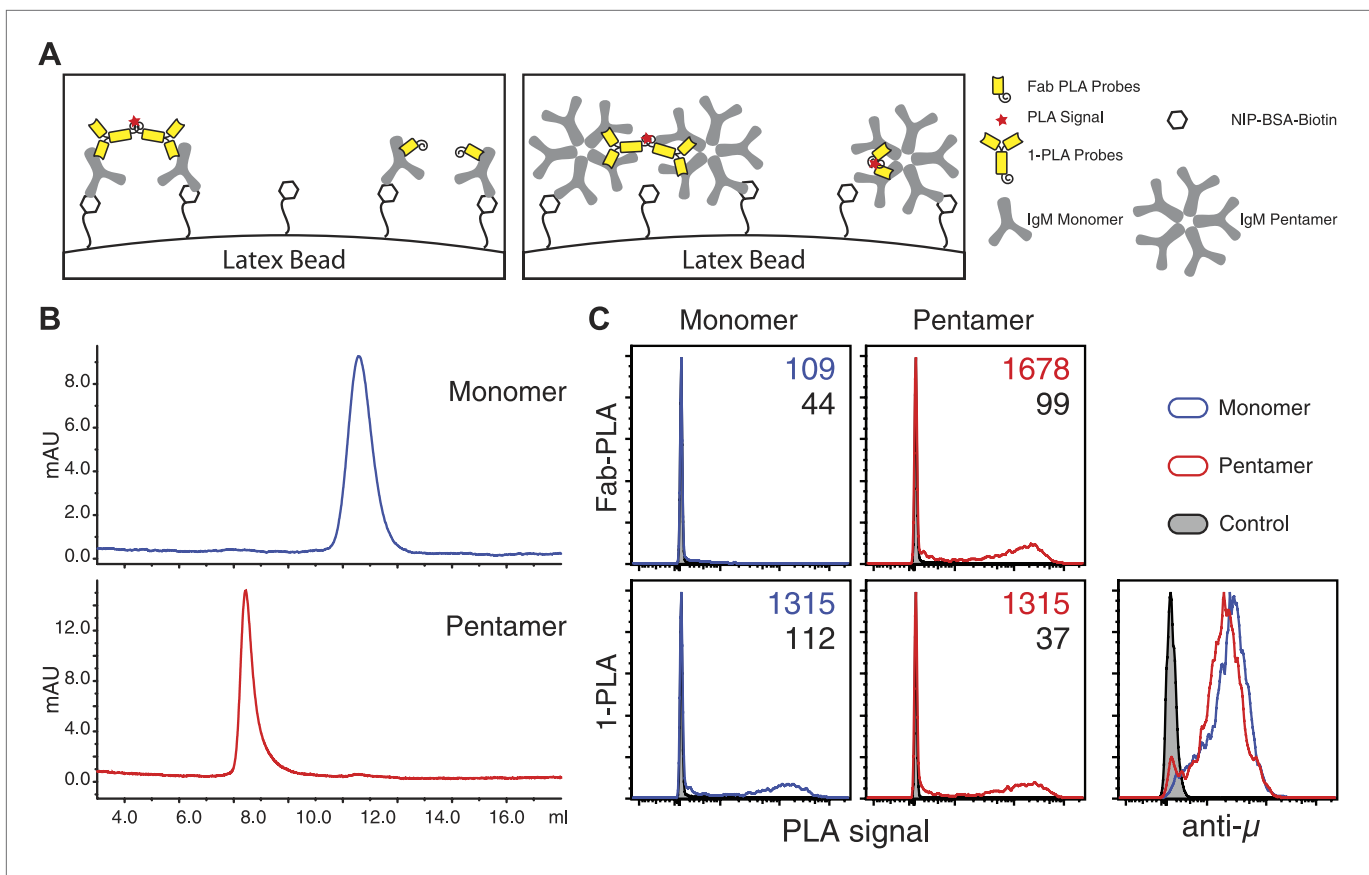 A
Latex Bead
Latex Bead
Fab PLA Probes
PLA Signal
1-PLA Probes
NIP-BSA-Biotin
IgM Monomer
IgM Pentamer
B
mAU
8.0
6.0
4.0
2.0
0.0
Monomer
mAU
12.0
8.0
4.0
0.0
Pentamer
4.0 6.0 8.0 10.0 12.0 14.0 16.0 ml
C
Monomer Pentamer
Fab-PLA
109
44
1678
99
1-PLA
1315
112
1315
37
PLA signal
Monomer
Pentamer
Control
anti-μ